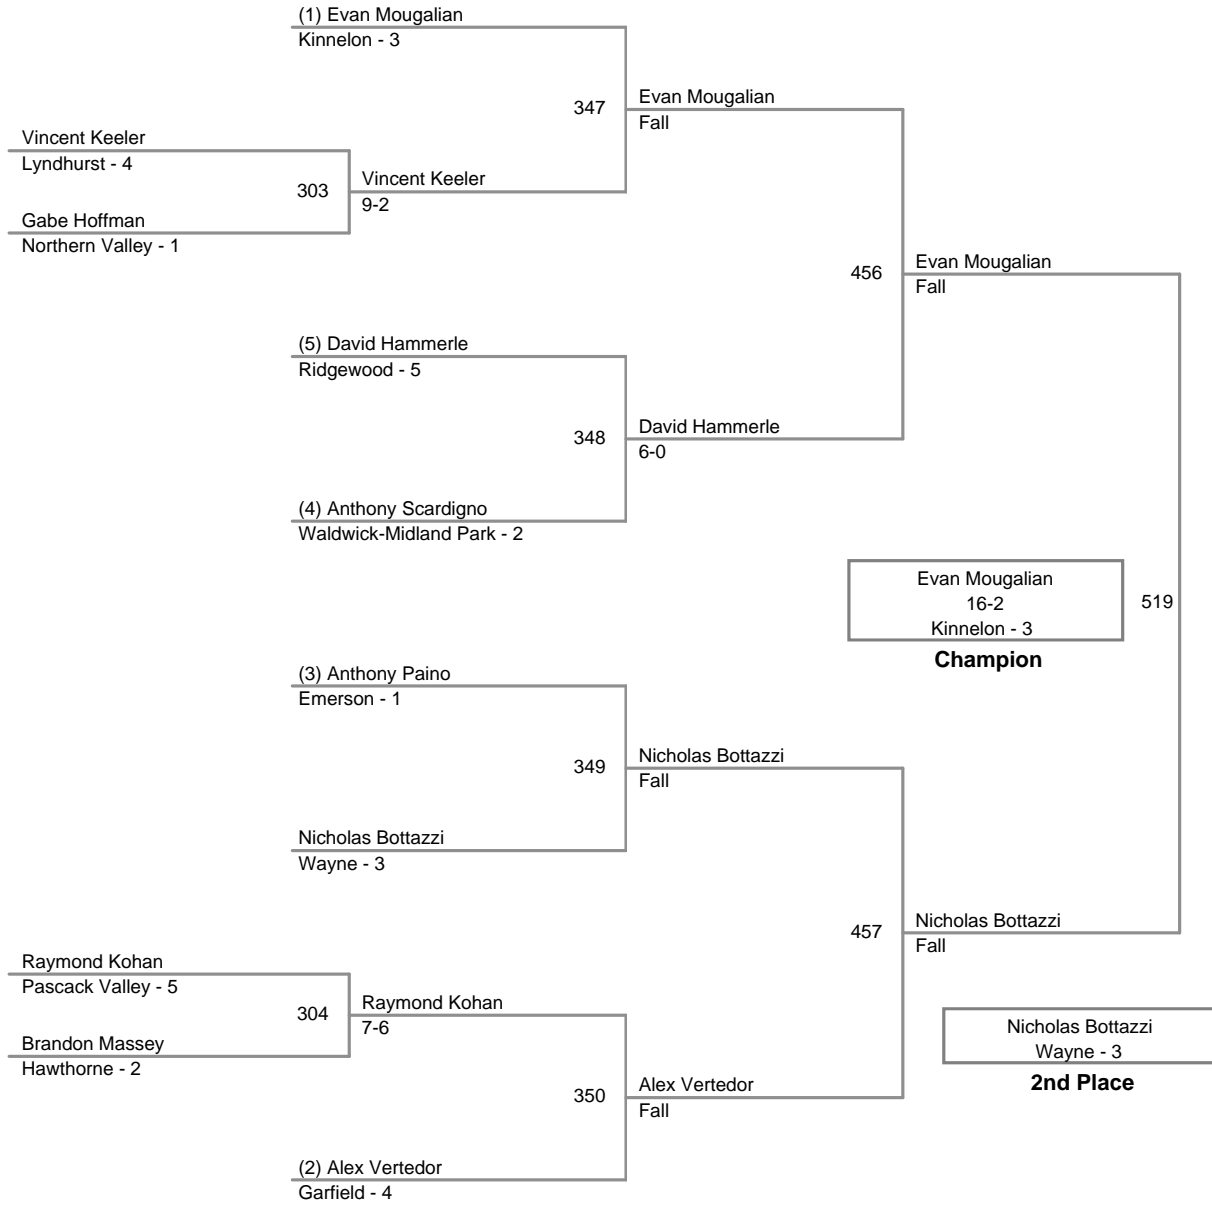 (1) Evan Mougalian
Kinnelon - 3
347
Evan Mougalian
Fall
Vincent Keeler
Lyndhurst - 4
303
Vincent Keeler
9-2
Gabe Hoffman
Northern Valley - 1
456
Evan Mougalian
Fall
(5) David Hammerle
Ridgewood - 5
348
David Hammerle
6-0
(4) Anthony Scardigno
Waldwick-Midland Park - 2
Evan Mougalian
16-2
Kinnelon - 3
Champion
519
(3) Anthony Paino
Emerson - 1
349
Nicholas Bottazzi
Fall
Nicholas Bottazzi
Wayne - 3
457
Nicholas Bottazzi
Fall
Raymond Kohan
Pascack Valley - 5
304
Raymond Kohan
7-6
Brandon Massey
Hawthorne - 2
Nicholas Bottazzi
Wayne - 3
2nd Place
350
Alex Vertedor
Fall
(2) Alex Vertedor
Garfield - 4